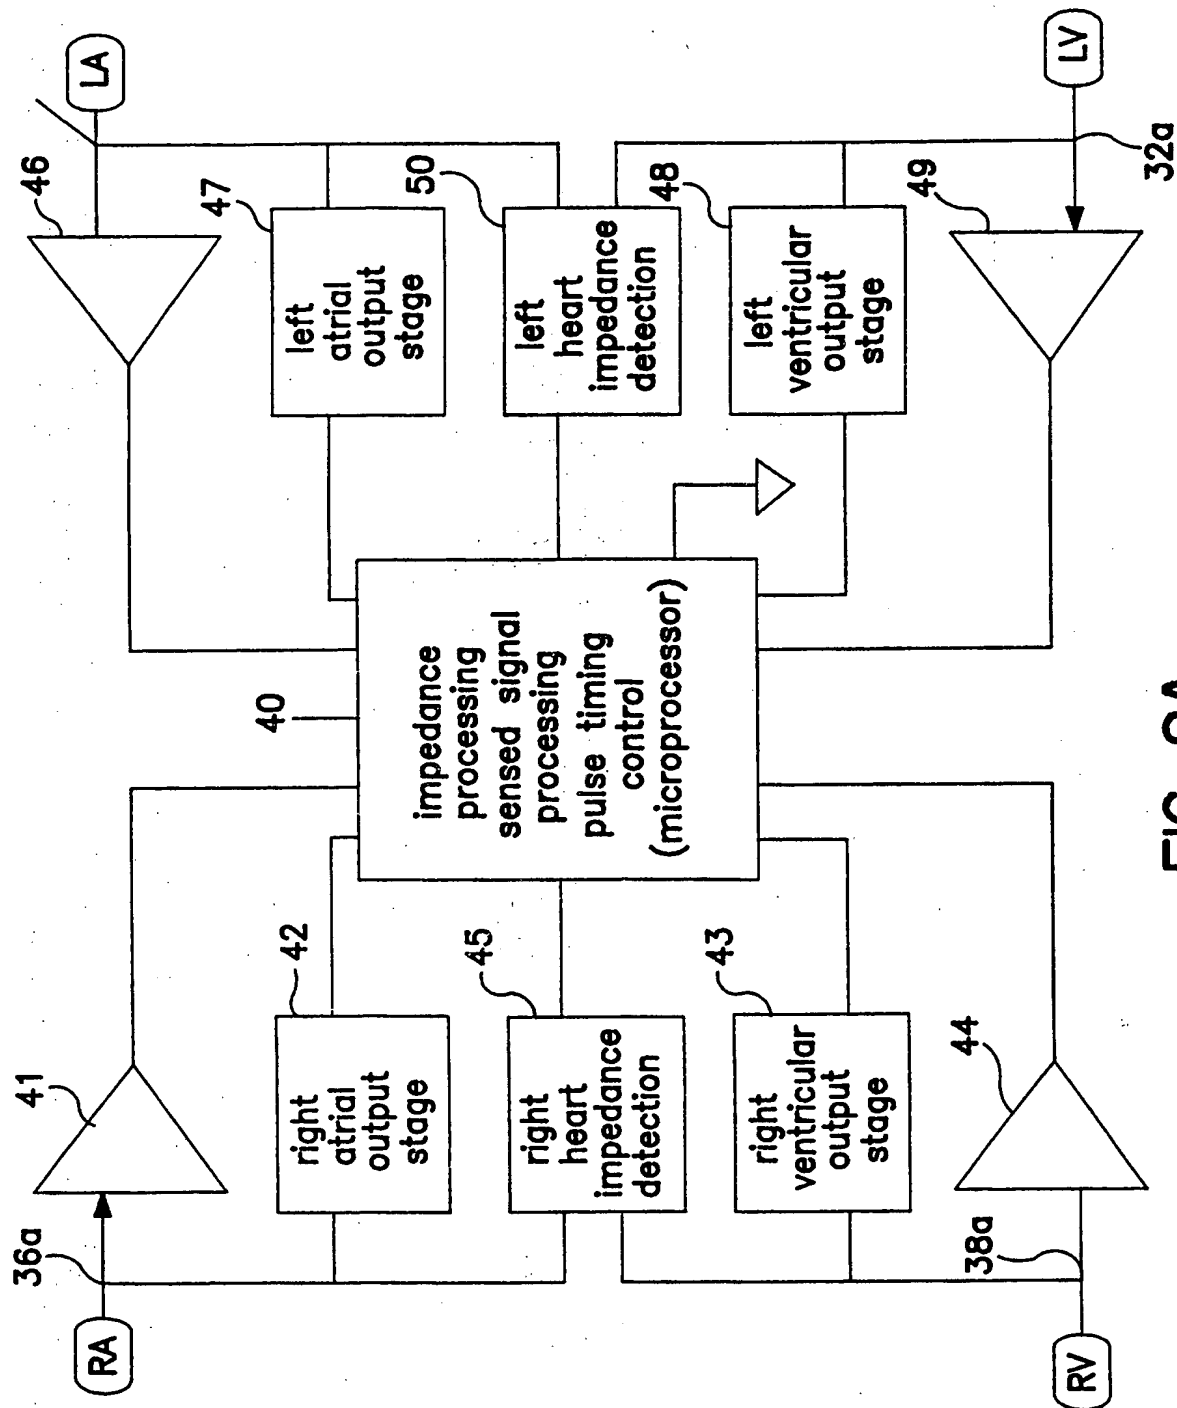 36a
RA
41
40
46
LA
42
right
atrial
output
stage
47
left
atrial
output
stage
45
right
heart
impedance
detection
impedance
processing
sensed signal
processing
pulse timing
control
(microprocessor)
50
left
heart
impedance
detection
43
right
ventricular
output
stage
48
left
ventricular
output
stage
38a
RV
44
49
LV
32a
FIG.